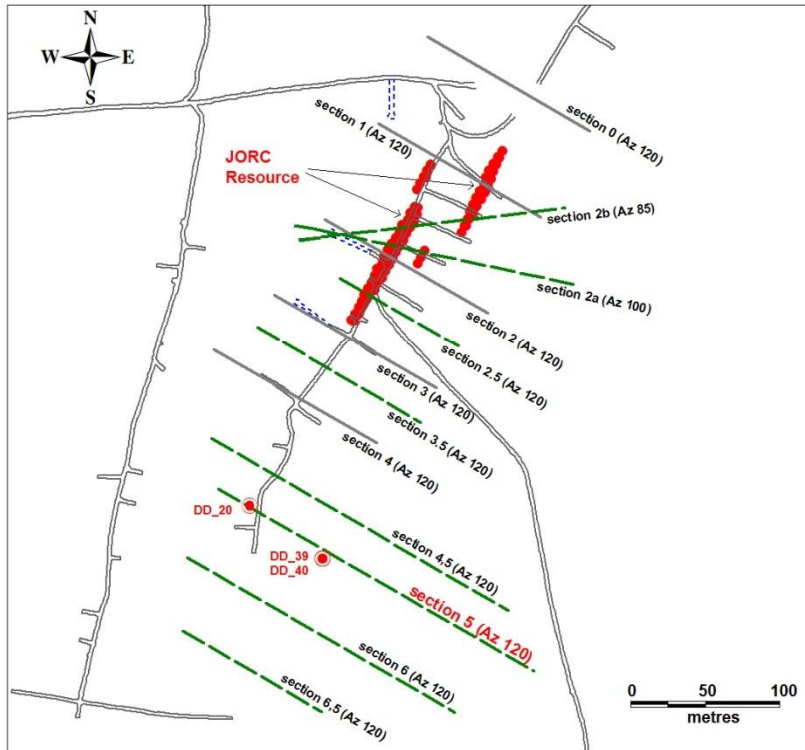 N
W E
S
section 0 (Az 120)
section 1 (Az 120)
JORC
Resource
section 2b (Az 85)
section 2a (Az 100)
section 2 (Az 120)
section 2.5 (Az 120)
section 3 (Az 120)
section 3.5 (Az 120)
section 4 (Az 120)
DD_20
section 4,5 (Az 120)
DD_39
DD_40
section 5 (Az 120)
section 6 (Az 120)
section 6,5 (Az 120)
0 50 100
metres